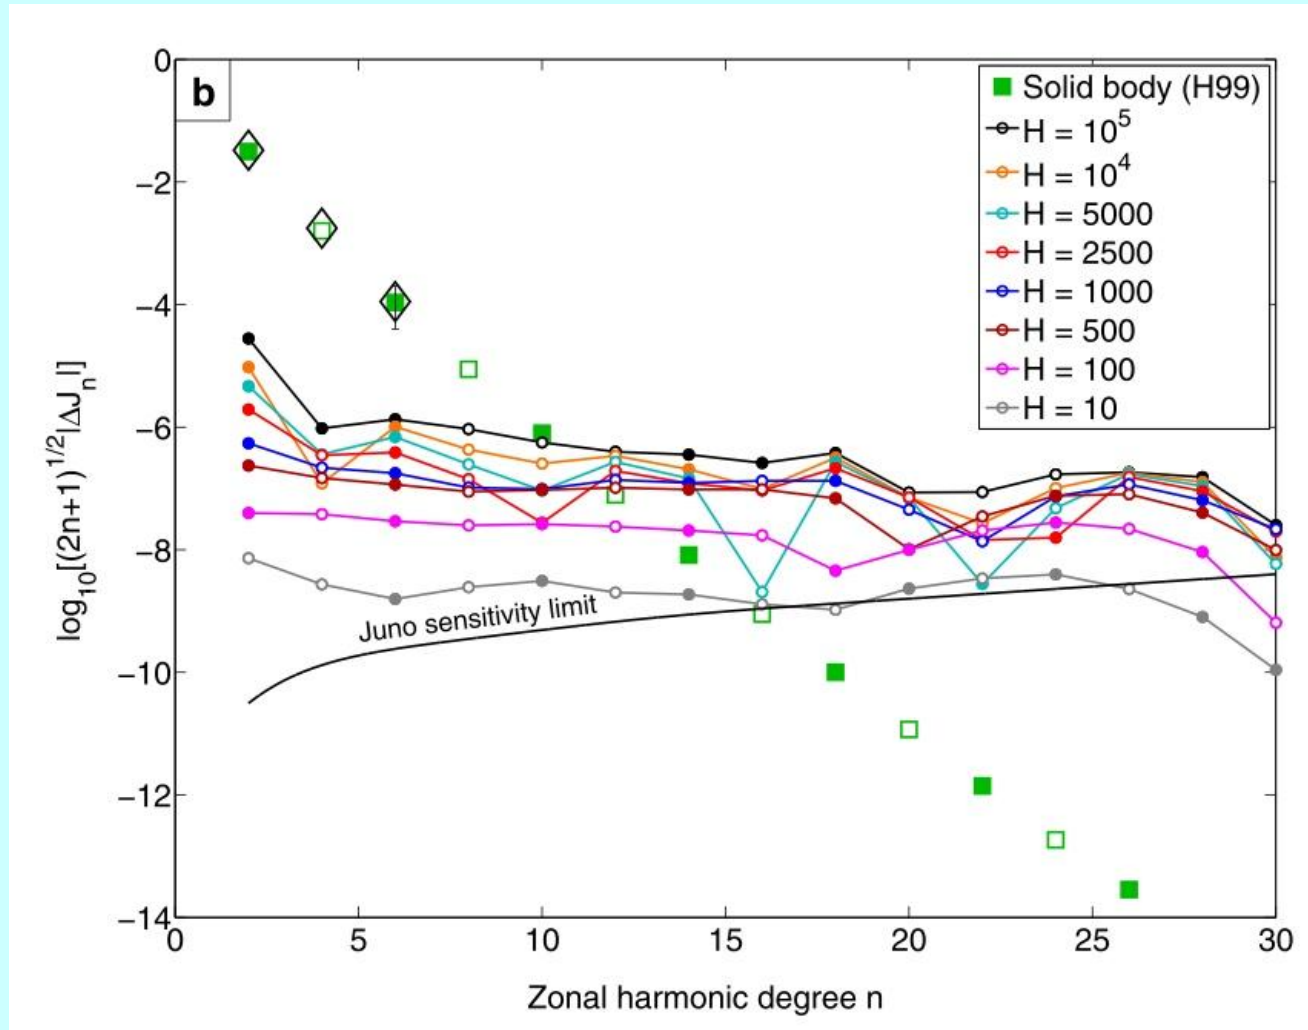 b
Solid body (H99)
H = 10^5
H = 10^4
H = 5000
H = 2500
H = 1000
H = 500
H = 100
H = 10
Juno sensitivity limit
log10[(2n+1)^1/2|ΔJn|]
0
−2
−4
−6
−8
−10
−12
−14
0 5 10 15 20 25 30
Zonal harmonic degree n